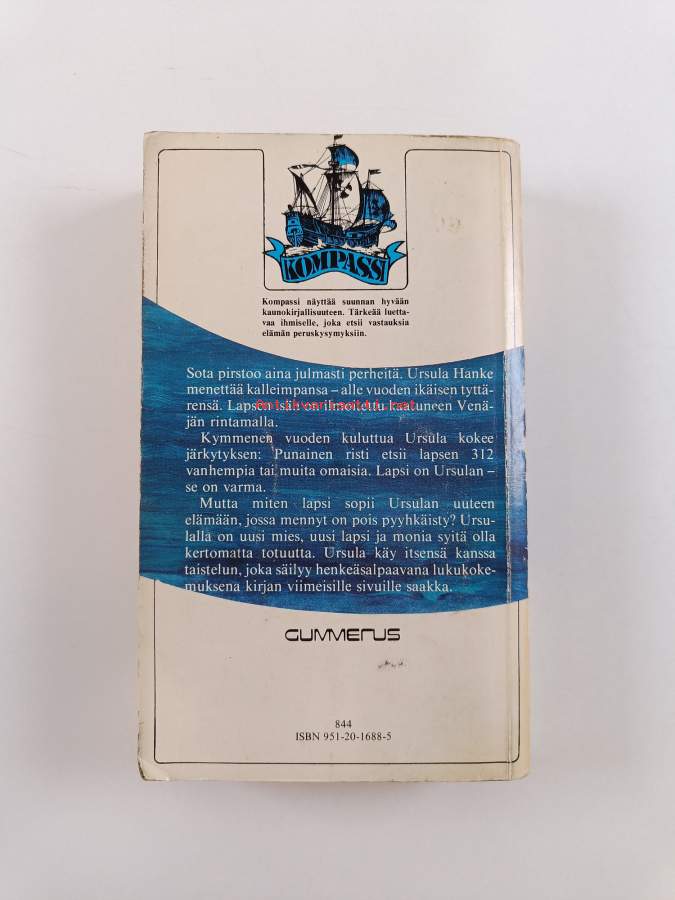 KOMPASSI
Kompassi näyttää suunnan hyvään
kaunokirjallisuuteen. Tärkeää luetta-
vaa ihmiselle, joka etsii vastauksia
elämän peruskysymyksiin.
Sota pirstoo aina julmasti perheitä. Ursula Hanke
menettää kalleimpansa – alle vuoden ikäisen tyttä-
rensä. Lapsen isä on ilmoitettu kaatuneen Venä-
jän rintamalla.
Kymmenen vuoden kuluttua Ursula kokee
järkytyksen: Punainen risti etsii lapsen 312
vanhempia tai muita omaisia. Lapsi on Ursulan –
se on varma.
Mutta miten lapsi sopii Ursulan uuteen
elämään, jossa mennyt on pois pyyhkäisty? Ursu-
lalla on uusi mies, uusi lapsi ja monia syitä olla
kertomatta totuutta. Ursula käy itsensä kanssa
taistelun, joka säilyy henkeäsalpaavana lukukoke-
muksena kirjan viimeisille sivuille saakka.
GUMMERUS
844
ISBN 951-20-1688-5